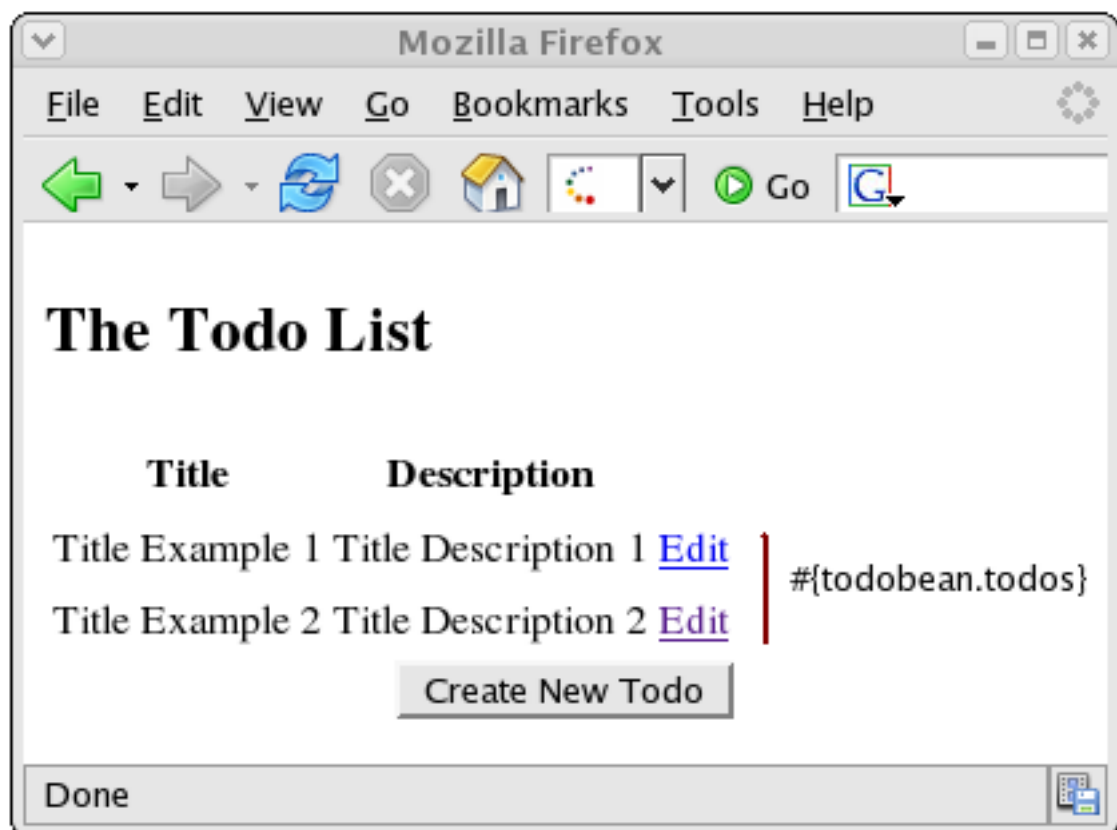 Mozilla Firefox
File Edit View Go Bookmarks Tools Help
Go G
The Todo List
Title Description
Title Example 1 Title Description 1 Edit
#{todobean.todos}
Title Example 2 Title Description 2 Edit
Create New Todo
Done